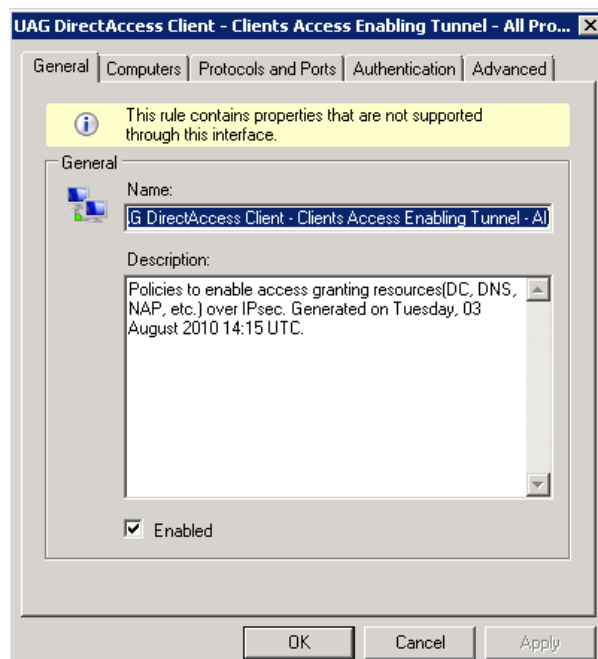 UAG DirectAccess Client - Clients Access Enabling Tunnel - All Pro...
General Computers Protocols and Ports Authentication Advanced
This rule contains properties that are not supported
through this interface.
General
Name:
G DirectAccess Client - Clients Access Enabling Tunnel - All
Description:
Policies to enable access granting resources(DC, DNS,
NAP, etc.) over IPsec. Generated on Tuesday, 03
August 2010 14:15 UTC.
Enabled
OK Cancel Apply